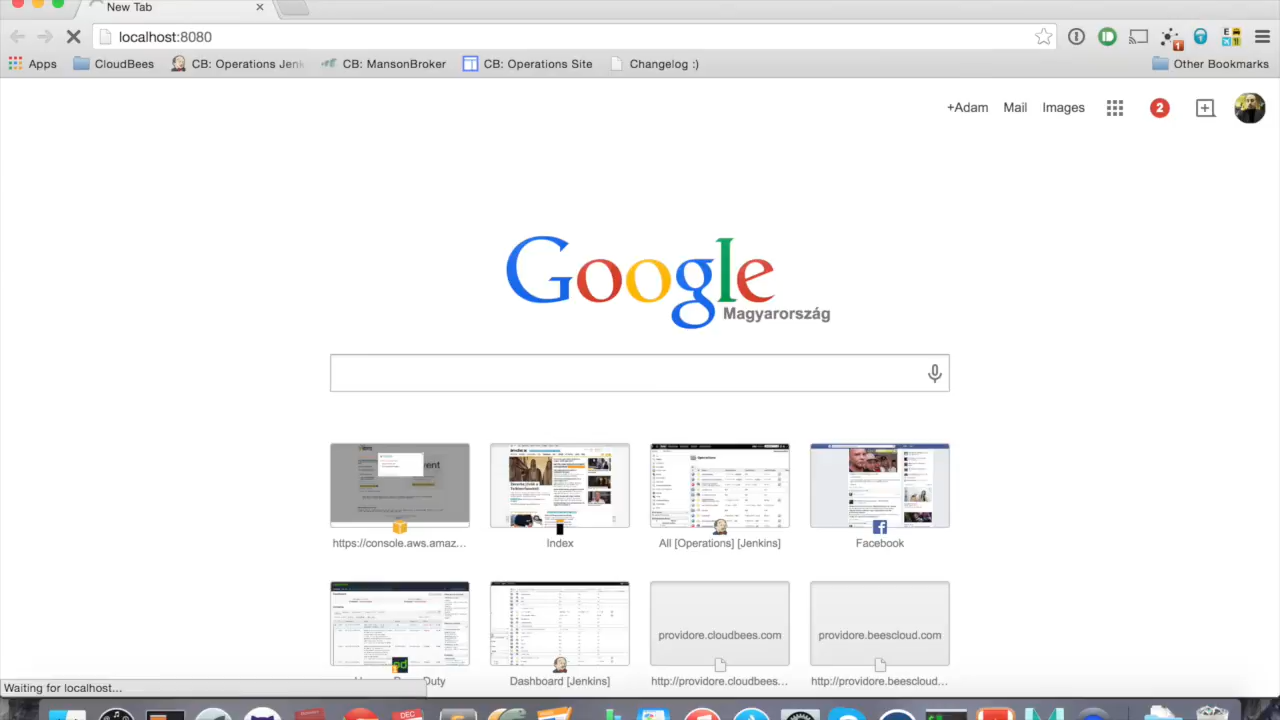 New Tab
localhost:8080
Apps CloudBees CB: Operations Jenk CB: MansonBroker CB: Operations Site Changelog :) Other Bookmarks
+Adam Mail Images 2
Google
Magyarország
https://console.aws.amaz... Index All [Operations] [Jenkins] Facebook
providore.cloudbees.com providore.beescloud.com
Duty Dashboard [Jenkins] http://providore.cloudbees... http://providore.beescloud...
Waiting for localhost...
DEC